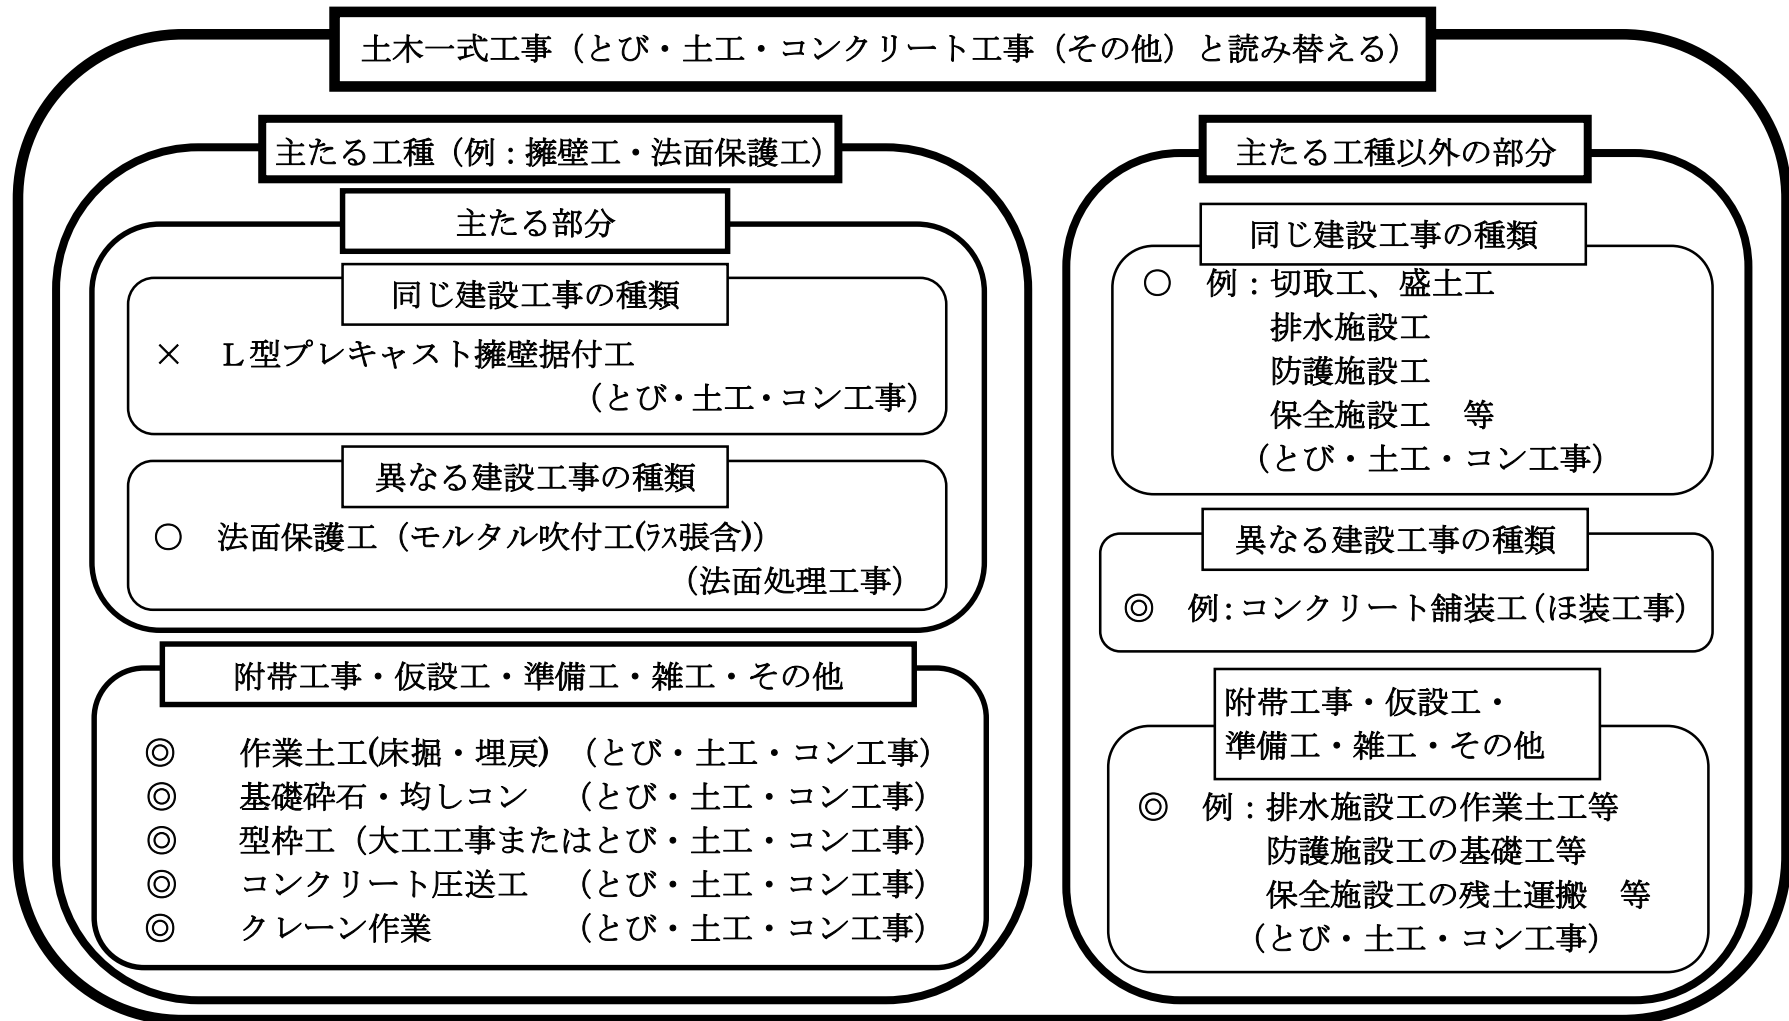 土木一式工事（とび・土工・コンクリート工事（その他）と読み替える）
主たる工種（例：擁壁工・法面保護工）
主たる部分
同じ建設工事の種類
×　Ｌ型プレキャスト擁壁据付工
（とび・土工・コン工事）
異なる建設工事の種類
○　法面保護工（モルタル吹付工(ﾗｽ張含)）
（法面処理工事）
附帯工事・仮設工・準備工・雑工・その他
◎　作業土工(床掘・埋戻)　（とび・土工・コン工事）
◎　基礎砕石・均しコン　（とび・土工・コン工事）
◎　型枠工（大工工事またはとび・土工・コン工事）
◎　コンクリート圧送工　（とび・土工・コン工事）
◎　クレーン作業　（とび・土工・コン工事）
主たる工種以外の部分
同じ建設工事の種類
○　例：切取工、盛土工
排水施設工
防護施設工
保全施設工　等
（とび・土工・コン工事）
異なる建設工事の種類
◎　例：コンクリート舗装工（ほ装工事）
附帯工事・仮設工・
準備工・雑工・その他
◎　例：排水施設工の作業土工等
防護施設工の基礎工等
保全施設工の残土運搬　等
（とび・土工・コン工事）